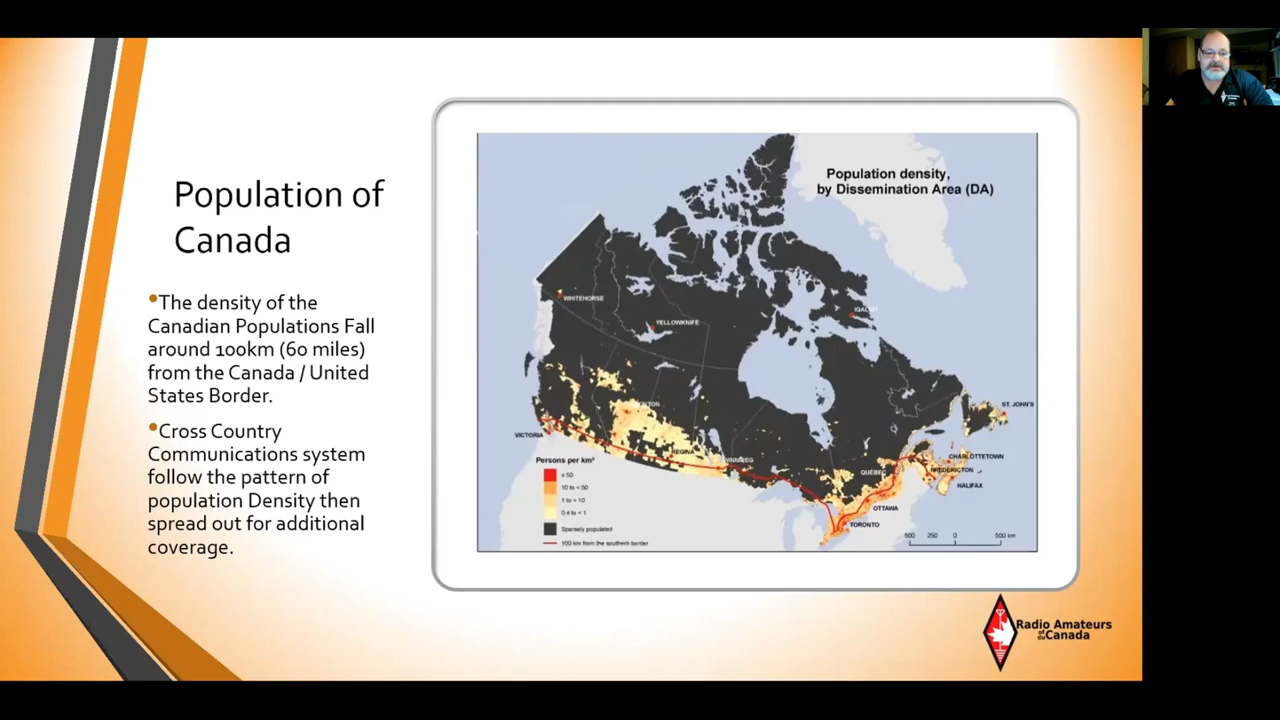 Population of
Canada
•The density of the
Canadian Populations Fall
around 100km (60 miles)
from the Canada / United
States Border.
•Cross Country
Communications system
follow the pattern of
population Density then
spread out for additional
coverage.
Population density,
by Dissemination Area (DA)
WHITEHORSE
YELLOWKNIFE
ST. JOHN'S
VICTORIA
REGINA
WINNIPEG
QUÉBEC
CHARLOTTETOWN
FREDERICTON
HALIFAX
OTTAWA
TORONTO
Persons per km²
≥ 50
10 to < 50
1 to < 10
0.4 to < 1
Sparsely populated
100 km from the southern border
500 250 0 500 km
Radio Amateurs
of
du Canada